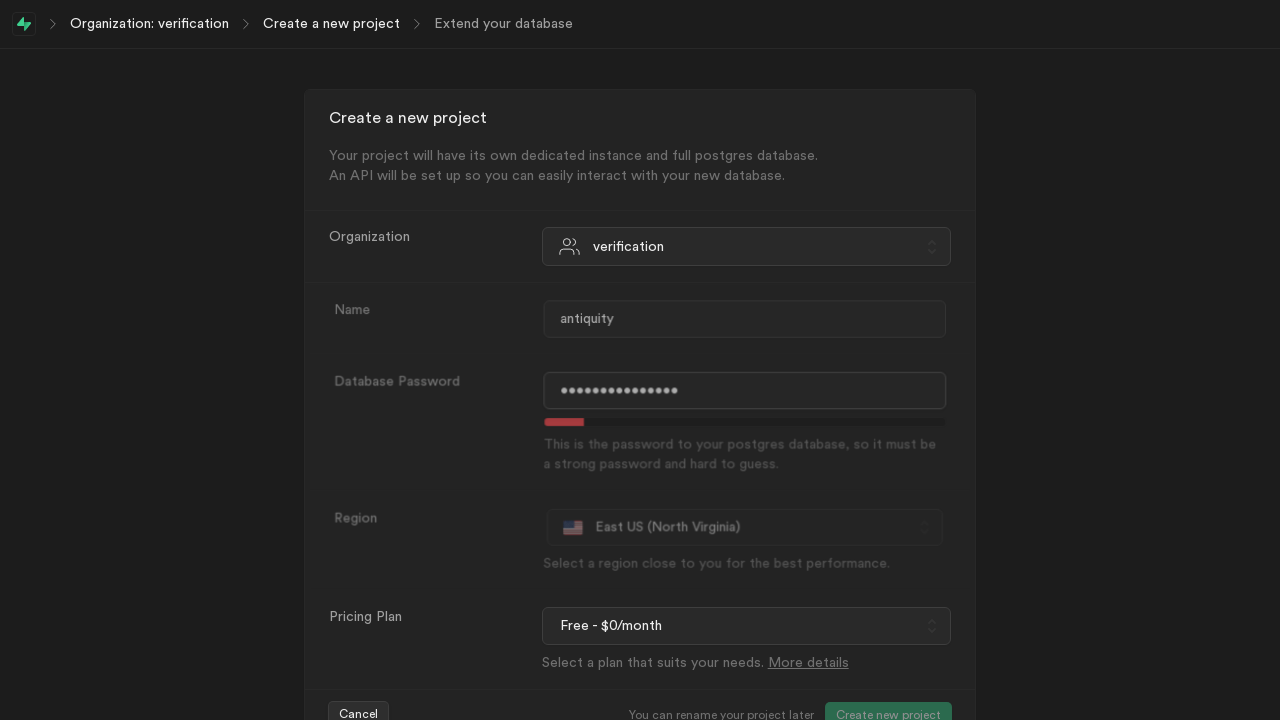 Organization: verification
Create a new project
Extend your database
Create a new project
Your project will have its own dedicated instance and full postgres database.
An API will be set up so you can easily interact with your new database.
Organization
verification
Name
antiquity
Database Password
•••••••••••••••
This is the password to your postgres database, so it must be
a strong password and hard to guess.
Region
East US (North Virginia)
Select a region close to you for the best performance.
Pricing Plan
Free - $0/month
Select a plan that suits your needs. More details
Cancel
You can rename your project later
Create new project